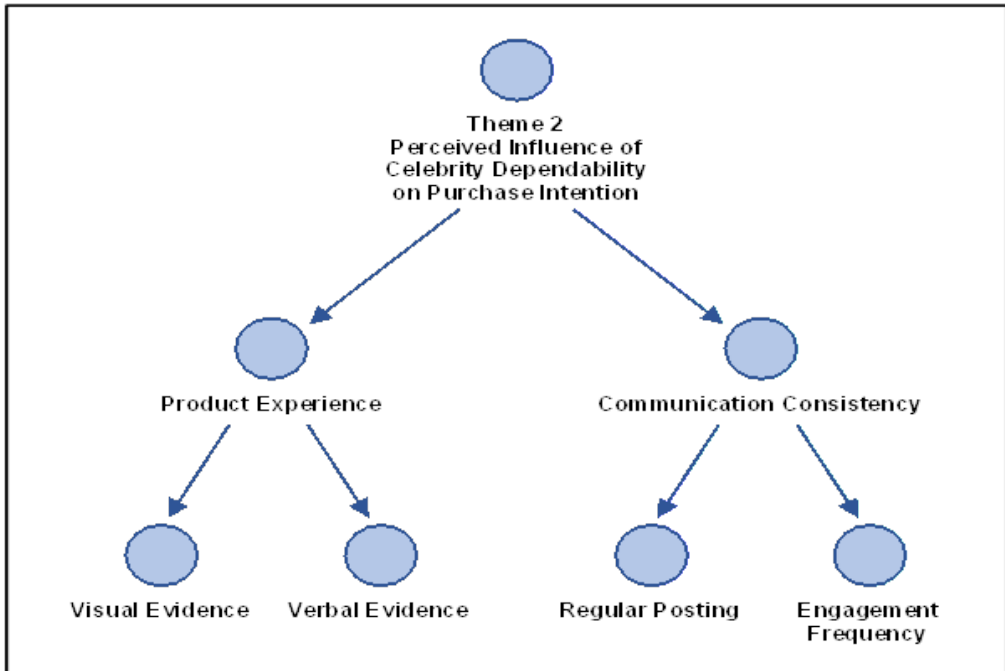 Theme 2
Perceived Influence of
Celebrity Dependability
on Purchase Intention
Product Experience
Communication Consistency
Visual Evidence
Verbal Evidence
Regular Posting
Engagement
Frequency